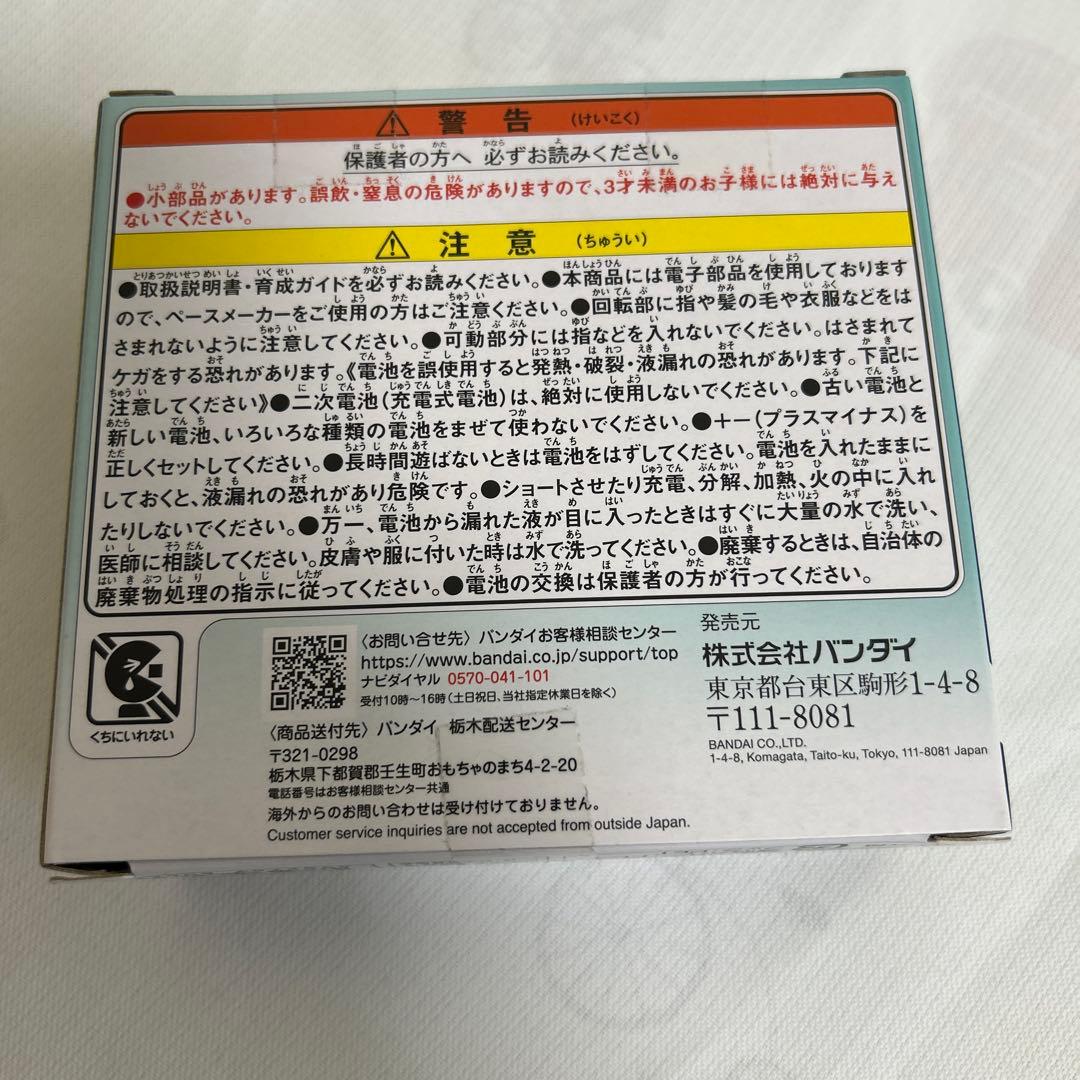 警告 (けいこく)
保護者の方へ 必ずお読みください。
●小部品があります。誤飲・窒息の危険がありますので、3才未満のお子様には絶対に与え
ないでください。
注意 (ちゅうい)
●取扱説明書・育成ガイドを必ずお読みください。●本商品には電子部品を使用しております
ので、ペースメーカーをご使用の方はご注意ください。●回転部に指や髪の毛や衣服などをは
さまれないように注意してください。●可動部分には指などを入れないでください。はさまれて
ケガをする恐れがあります。《電池を誤使用すると発熱・破裂・液漏れの恐れがあります。下記に
注意してください》●二次電池(充電式電池)は、絶対に使用しないでください。●古い電池と
新しい電池、いろいろな種類の電池をまぜて使わないでください。●+−(プラスマイナス)を
正しくセットしてください。●長時間遊ばないときは電池をはずしてください。電池を入れたままに
しておくと、液漏れの恐れがあり危険です。●ショートさせたり充電、分解、加熱、火の中に入れ
たりしないでください。●万一、電池から漏れた液が目に入ったときはすぐに大量の水で洗い、
医師に相談してください。皮膚や服に付いた時は水で洗ってください。●廃棄するときは、自治体の
廃棄物処理の指示に従ってください。●電池の交換は保護者の方が行ってください。
くちにいれない
〈お問い合せ先〉バンダイお客様相談センター
https://www.bandai.co.jp/support/top
ナビダイヤル 0570-041-101
受付10時〜16時(土日祝日、当社指定休業日を除く)
〈商品送付先〉バンダイ 栃木配送センター
〒321-0298
栃木県下都賀郡壬生町おもちゃのまち4-2-20
電話番号はお客様相談センター共通
海外からのお問い合わせは受け付けておりません。
Customer service inquiries are not accepted from outside Japan.
発売元
株式会社バンダイ
東京都台東区駒形1-4-8
〒111-8081
BANDAI CO.,LTD.
1-4-8, Komagata, Taito-ku, Tokyo, 111-8081 Japan